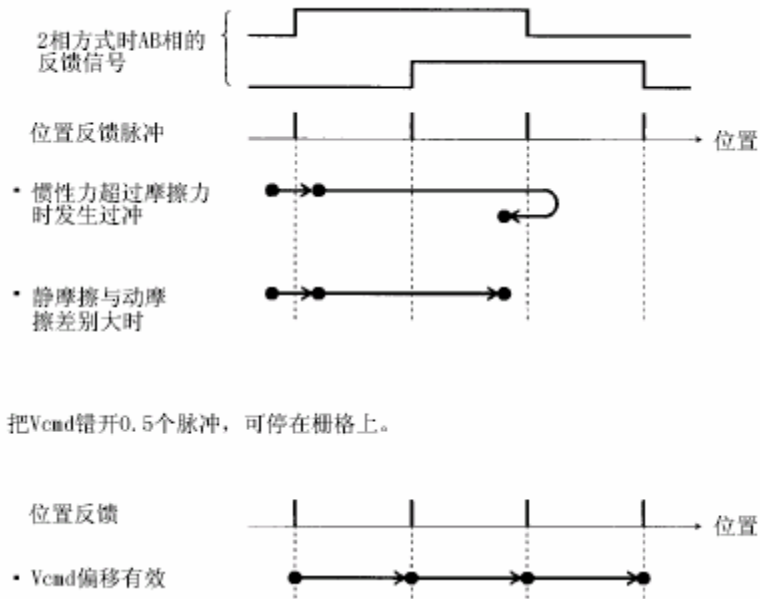 2相方式时AB相的
反馈信号
位置反馈脉冲
位置
• 惯性力超过摩擦力
时发生过冲
• 静摩擦与动摩
擦差别大时
把Vcmd错开0.5个脉冲，可停在栅格上。
位置反馈
位置
• Vcmd偏移有效